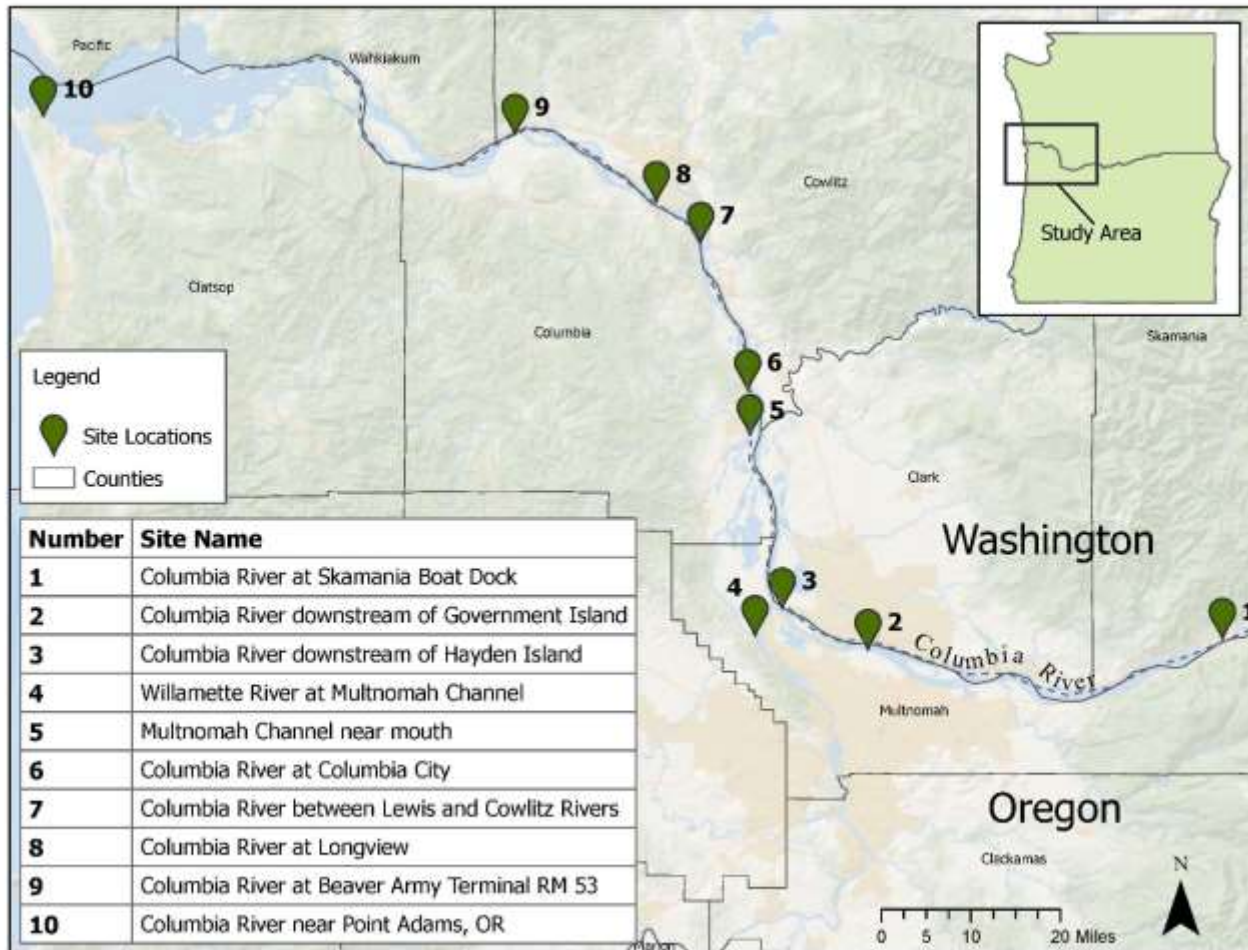 Pacific
Wahkiakum
10
9
8
Cowlitz
7
Study Area
Clatsop
Columbia
Skamania
6
5
Legend
Site Locations
Counties
Clark
Washington
Number Site Name
1 Columbia River at Skamania Boat Dock
2 Columbia River downstream of Government Island
3 Columbia River downstream of Hayden Island
4 Willamette River at Multnomah Channel
5 Multnomah Channel near mouth
6 Columbia River at Columbia City
7 Columbia River between Lewis and Cowlitz Rivers
8 Columbia River at Longview
9 Columbia River at Beaver Army Terminal RM 53
10 Columbia River near Point Adams, OR
4
3
2
1
Columbia River
Multnomah
Oregon
Clackamas
N
0 5 10 20 Miles
Marion